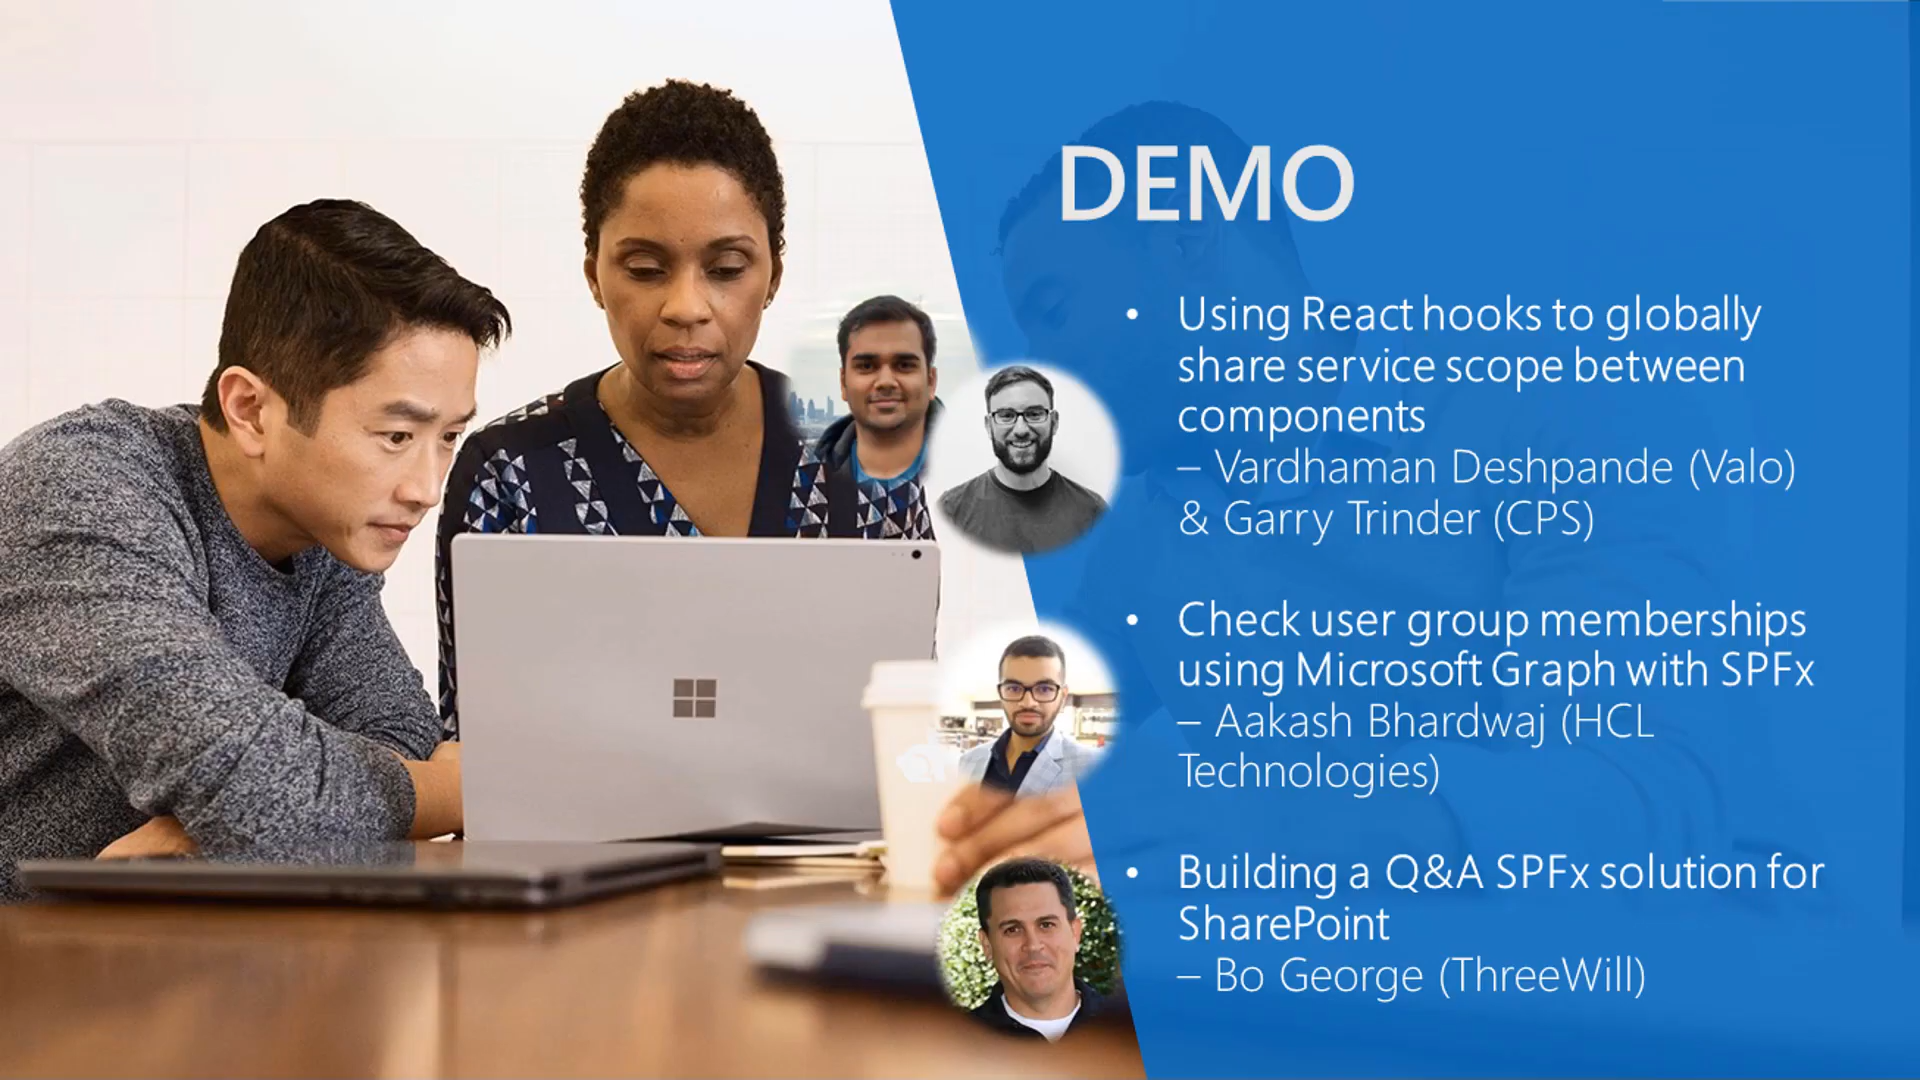 DEMO
• Using React hooks to globally
share service scope between
components
– Vardhaman Deshpande (Valo)
& Garry Trinder (CPS)
• Check user group memberships
using Microsoft Graph with SPFx
– Aakash Bhardwaj (HCL
Technologies)
• Building a Q&A SPFx solution for
SharePoint
– Bo George (ThreeWill)